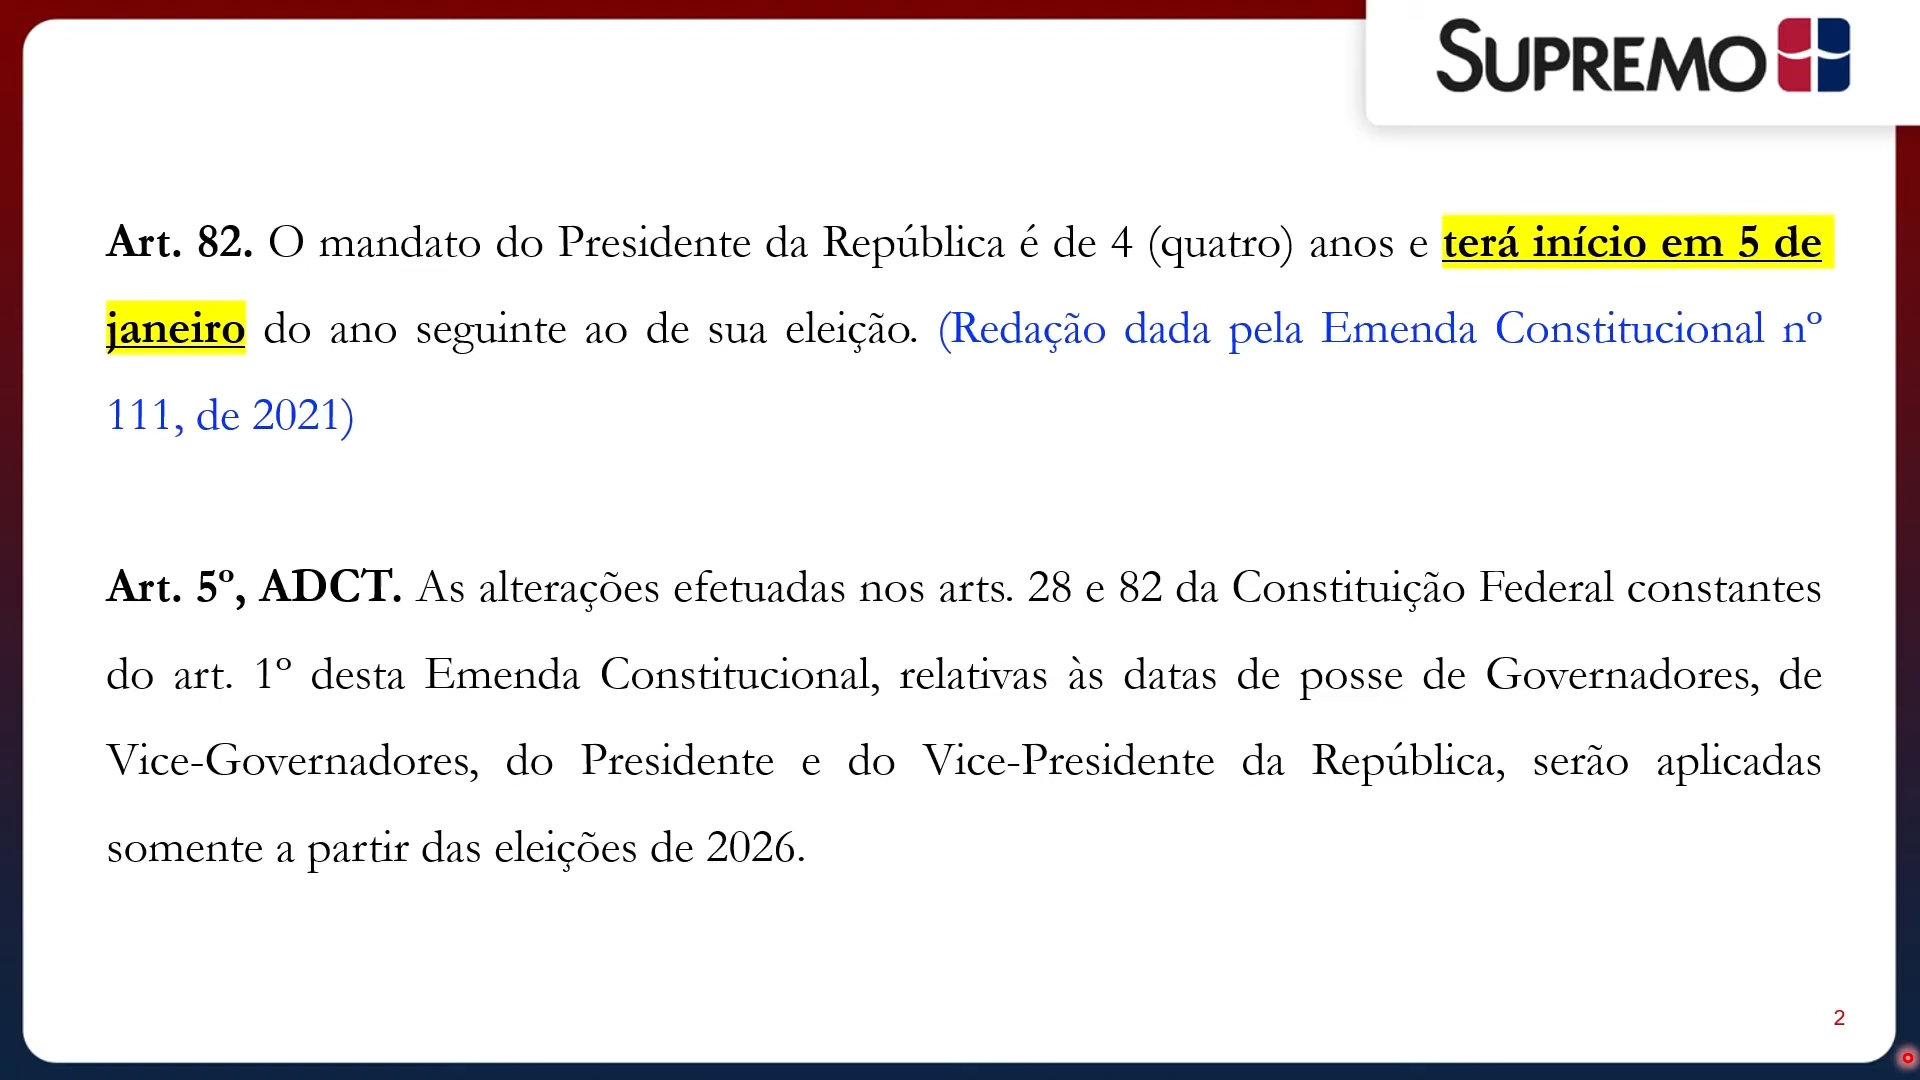 SUPREMO
Art. 82. O mandato do Presidente da República é de 4 (quatro) anos e terá início em 5 de
janeiro do ano seguinte ao de sua eleição. (Redação dada pela Emenda Constitucional nº
111, de 2021)
Art. 5º, ADCT. As alterações efetuadas nos arts. 28 e 82 da Constituição Federal constantes
do art. 1º desta Emenda Constitucional, relativas às datas de posse de Governadores, de
Vice-Governadores, do Presidente e do Vice-Presidente da República, serão aplicadas
somente a partir das eleições de 2026.
2